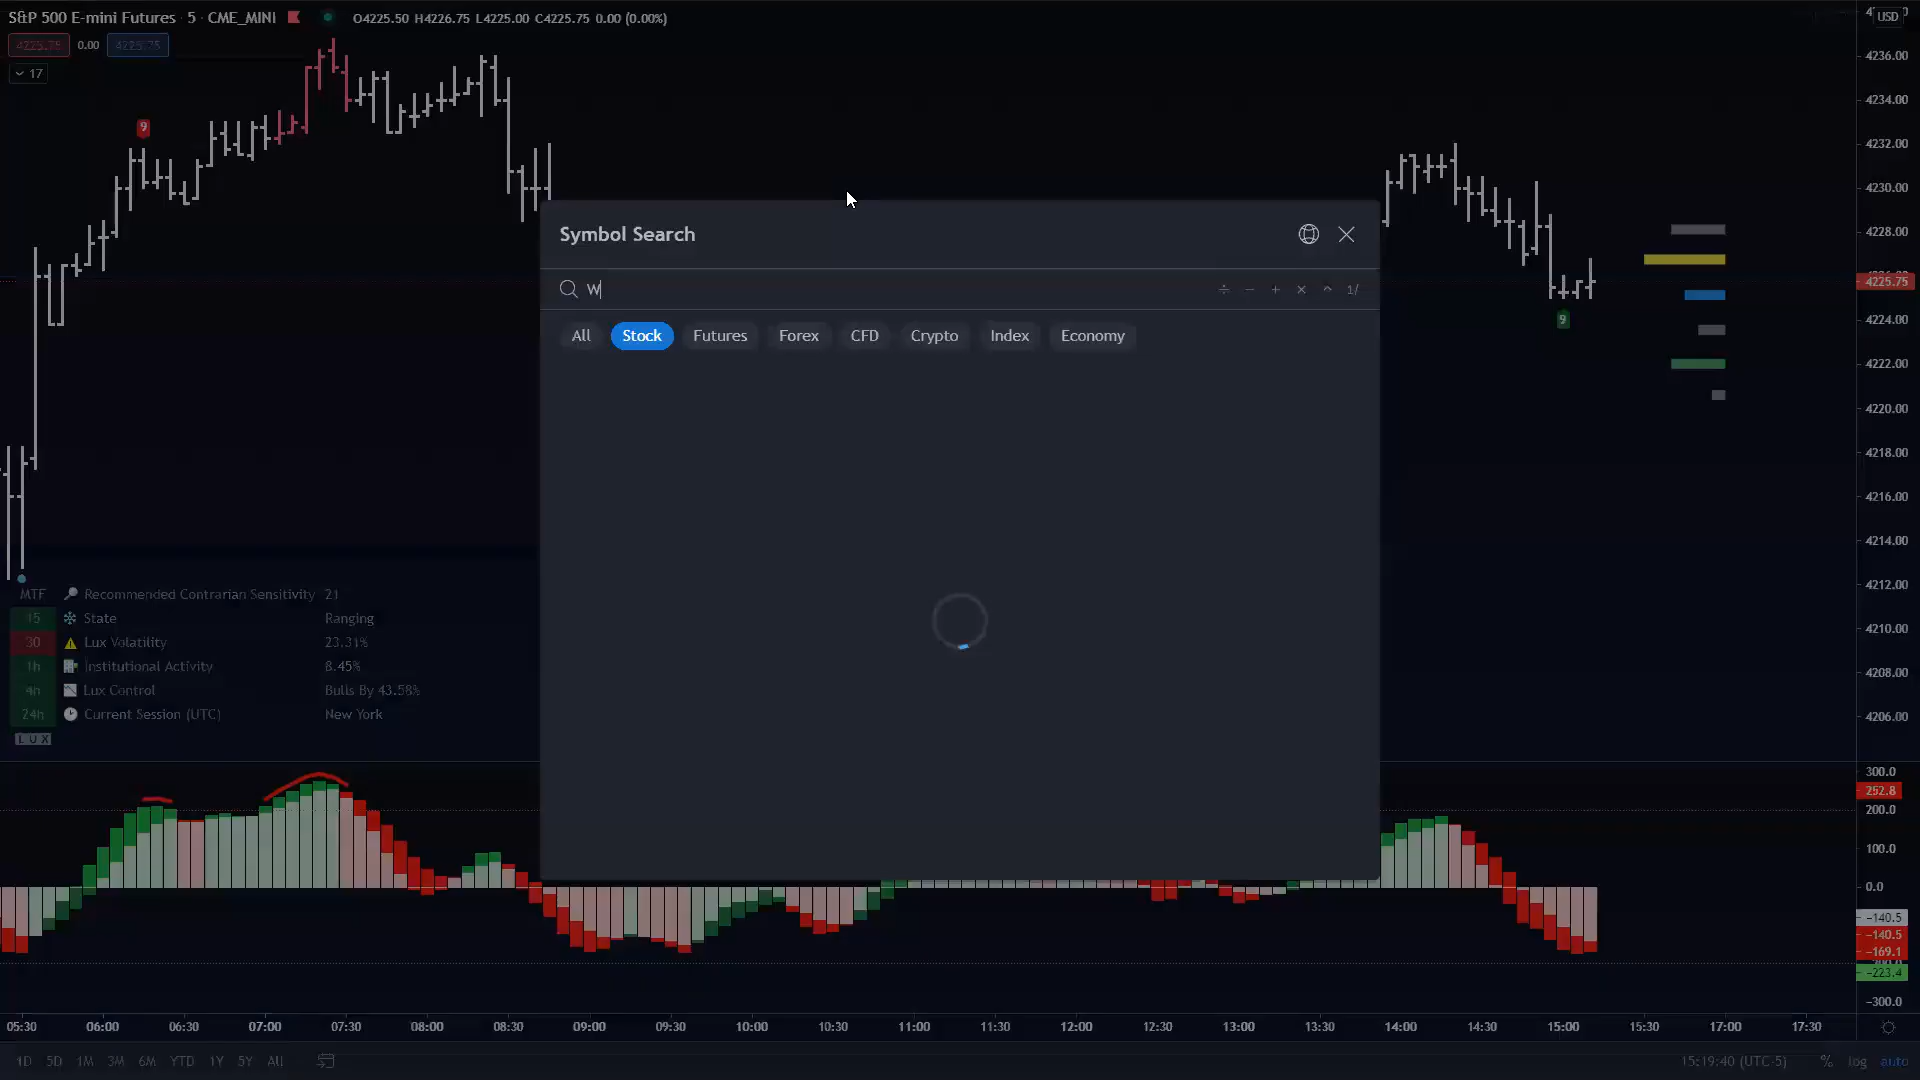 S&P 500 E-mini Futures · 5 · CME_MINI O4225.50 H4226.75 L4225.00 C4225.75 0.00 (0.00%)
USD
4225.75 0.00 4225.75
17
4236.00
4234.00
9
4232.00
4230.00
Symbol Search
4228.00
4225.75
W
÷ − + × ^ 1/
9
4224.00
All Stock Futures Forex CFD Crypto Index Economy
4222.00
4220.00
4218.00
4216.00
4214.00
4212.00
MTF Recommended Contrarian Sensitivity 21
15 State Ranging
30 Lux Volatility 23.31%
4210.00
1h Institutional Activity 8.45%
4208.00
4h Lux Control Bulls By 43.58%
24h Current Session (UTC) New York
4206.00
LUX
300.0
252.8
200.0
100.0
0.0
−140.5
−140.5
−169.1
−223.4
−300.0
05:30 06:00 06:30 07:00 07:30 08:00 08:30 09:00 09:30 10:00 10:30 11:00 11:30 12:00 12:30 13:00 13:30 14:00 14:30 15:00 15:30 17:00 17:30
1D 5D 1M 3M 6M YTD 1Y 5Y All 15:19:40 (UTC-5) % log auto